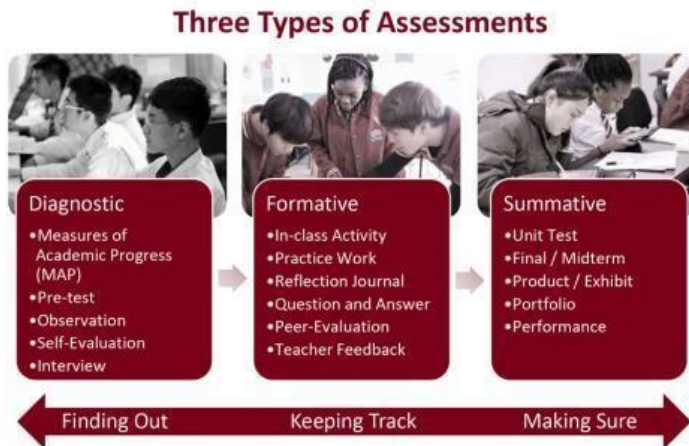 Three Types of Assessments
Diagnostic
•Measures of
Academic Progress
(MAP)
•Pre-test
•Observation
•Self-Evaluation
•Interview
Formative
•In-class Activity
•Practice Work
•Reflection Journal
•Question and Answer
•Peer-Evaluation
•Teacher Feedback
Summative
•Unit Test
•Final / Midterm
•Product / Exhibit
•Portfolio
•Performance
Finding Out
Keeping Track
Making Sure